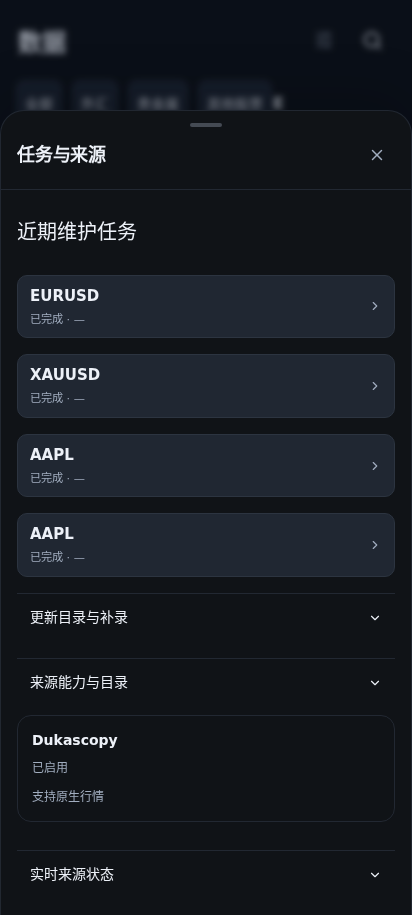 数据
任务与来源
近期维护任务
EURUSD
已完成 · —
XAUUSD
已完成 · —
AAPL
已完成 · —
AAPL
已完成 · —
更新目录与补录
来源能力与目录
Dukascopy
已启用
支持原生行情
实时来源状态